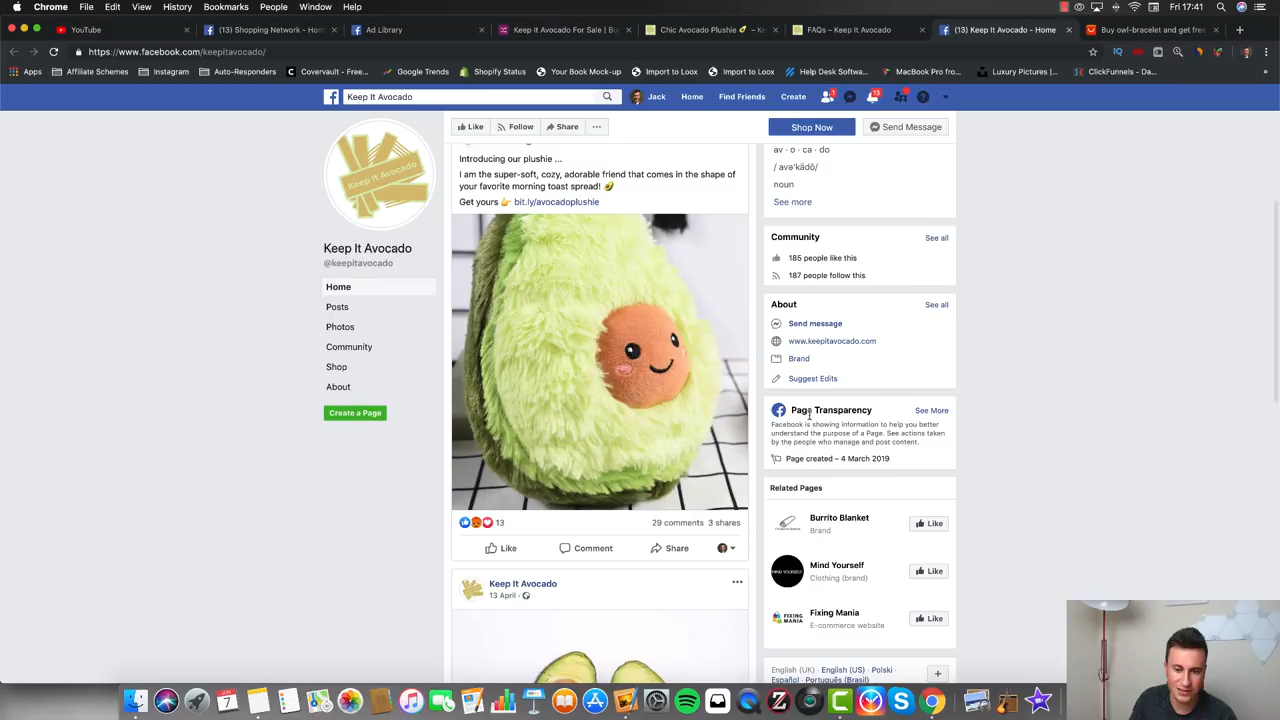 Chrome File Edit View History Bookmarks People Window Help Fri 17:41
YouTube (13) Shopping Network - Hom Ad Library Keep It Avocado For Sale | Bu Chic Avocado Plushie 🥑 – Ke FAQs – Keep It Avocado (13) Keep It Avocado - Home Buy owl-bracelet and get free
https://www.facebook.com/keepitavocado/
Apps Affiliate Schemes Instagram Auto-Responders Covervault - Free... Google Trends Shopify Status Your Book Mock-up Import to Loox Import to Loox Help Desk Softwa... MacBook Pro fro... Luxury Pictures |... ClickFunnels - Da...
Keep It Avocado Jack Home Find Friends Create 1 13
Like Follow Share Shop Now Send Message
Keep It Avocado
Keep It Avocado
@keepitavocado
Home
Posts
Photos
Community
Shop
About
Create a Page
Introducing our plushie ...
I am the super-soft, cozy, adorable friend that comes in the shape of
your favorite morning toast spread! 🥑
Get yours 👉 bit.ly/avocadoplushie
13 29 comments 3 shares
Like Comment Share
Keep It Avocado
13 April ·
av · o · ca · do
/ avə'kädō/
noun
See more
Community See all
185 people like this
187 people follow this
About See all
Send message
www.keepitavocado.com
Brand
Suggest Edits
Page Transparency See More
Facebook is showing information to help you better
understand the purpose of a Page. See actions taken
by the people who manage and post content.
Page created – 4 March 2019
Related Pages
Burrito Blanket Like
Brand
MIND YOURSELF
Mind Yourself Like
Clothing (brand)
FIXING
MANIA
Fixing Mania Like
E-commerce website
English (UK) · English (US) · Polski ·
Español · Português (Brasil) ·
7